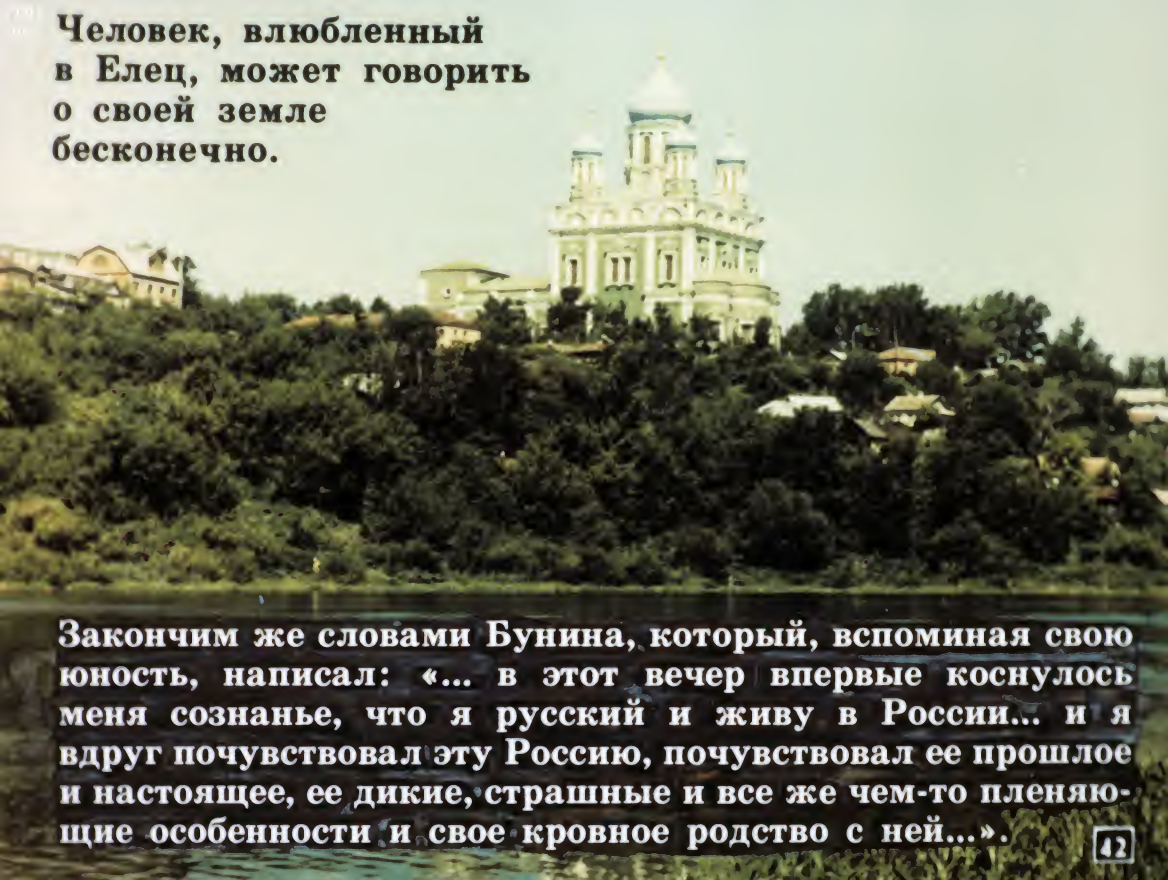 Человек, влюбленный
в Елец, может говорить
о своей земле
бесконечно.
Закончим же словами Бунина, который, вспоминая свою
юность, написал: «... в этот вечер впервые коснулось
меня сознанье, что я русский и живу в России... и я
вдруг почувствовал эту Россию, почувствовал ее прошлое
и настоящее, ее дикие, страшные и все же чем-то пленяю-
щие особенности и свое кровное родство с ней...».
42